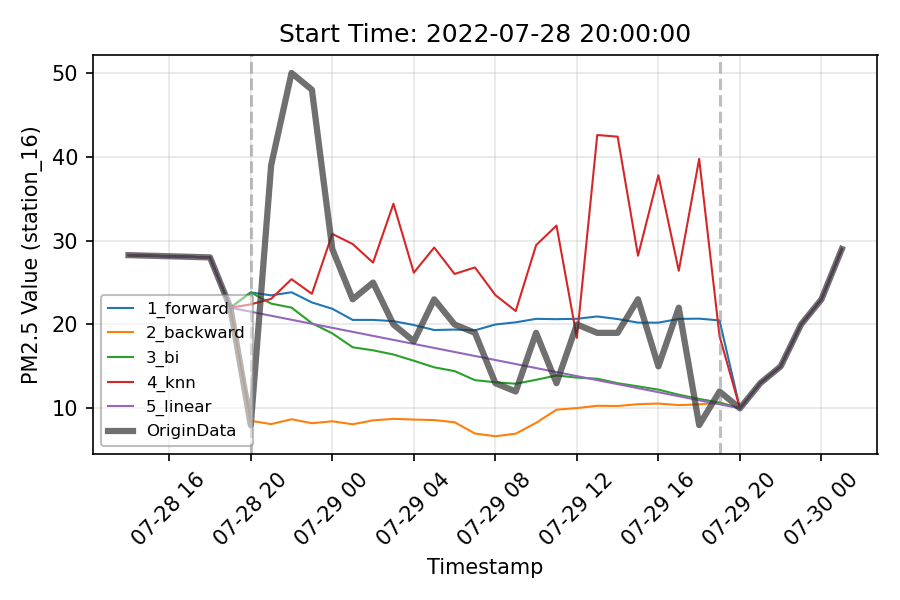 Start Time: 2022-07-28 20:00:00
PM2.5 Value (station_16)
50
40
30
20
10
1_forward
2_backward
3_bi
4_knn
5_linear
OriginData
07-28 16
07-28 20
07-29 00
07-29 04
07-29 08
07-29 12
07-29 16
07-29 20
07-30 00
Timestamp